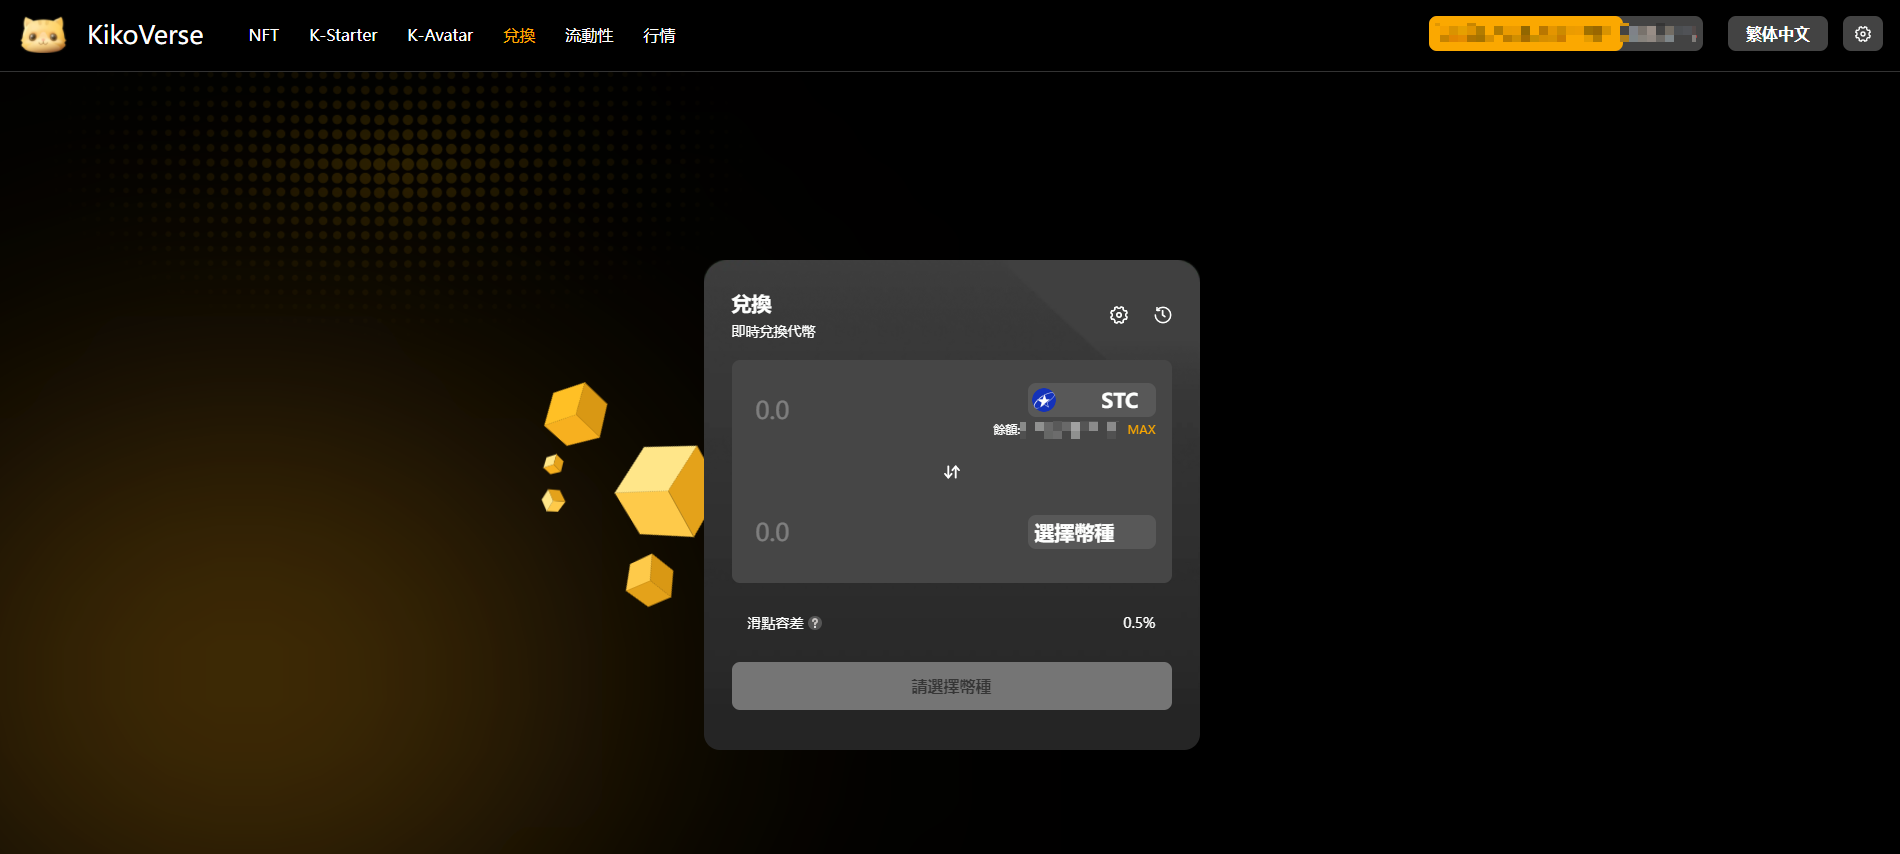 KikoVerse NFT K-Starter K-Avatar 兌換 流動性 行情 繁体中文
兌換
即時兌換代幣
0.0 STC
餘額: MAX
0.0 選擇幣種
滑點容差 ? 0.5%
請選擇幣種